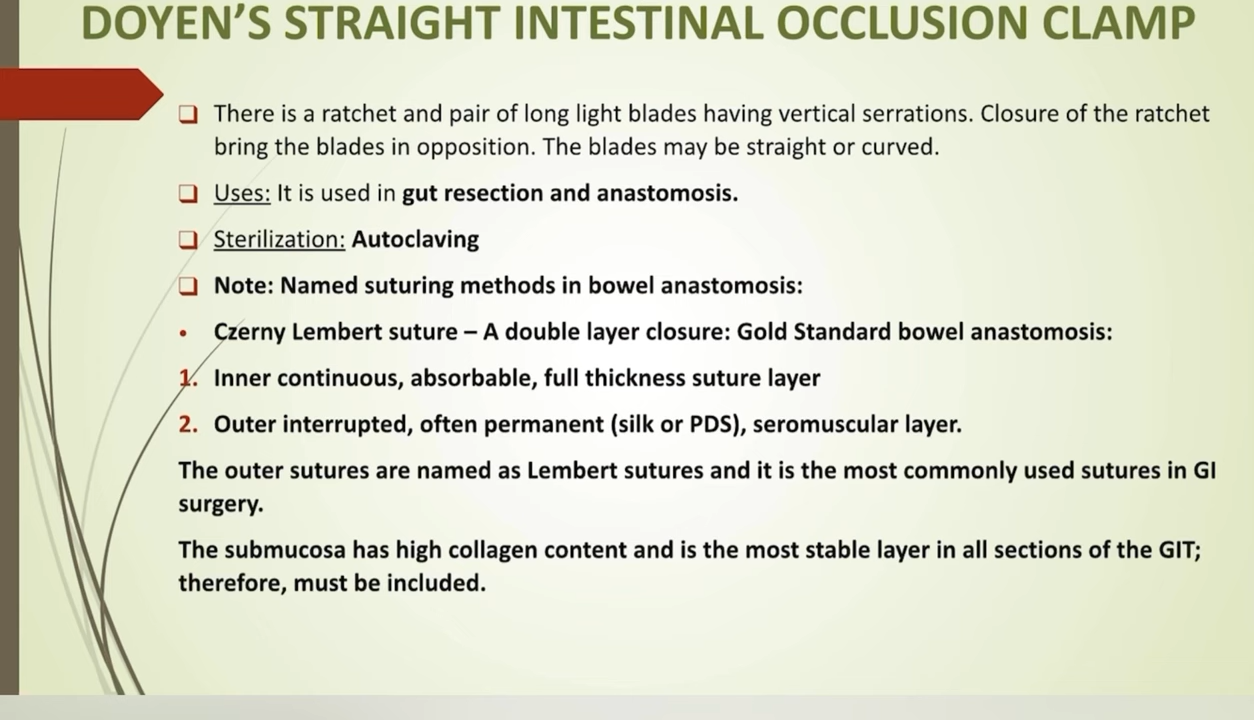 DOYEN'S STRAIGHT INTESTINAL OCCLUSION CLAMP
There is a ratchet and pair of long light blades having vertical serrations. Closure of the ratchet
bring the blades in opposition. The blades may be straight or curved.
Uses: It is used in gut resection and anastomosis.
Sterilization: Autoclaving
Note: Named suturing methods in bowel anastomosis:
• Czerny Lembert suture – A double layer closure: Gold Standard bowel anastomosis:
1. Inner continuous, absorbable, full thickness suture layer
2. Outer interrupted, often permanent (silk or PDS), seromuscular layer.
The outer sutures are named as Lembert sutures and it is the most commonly used sutures in GI
surgery.
The submucosa has high collagen content and is the most stable layer in all sections of the GIT;
therefore, must be included.